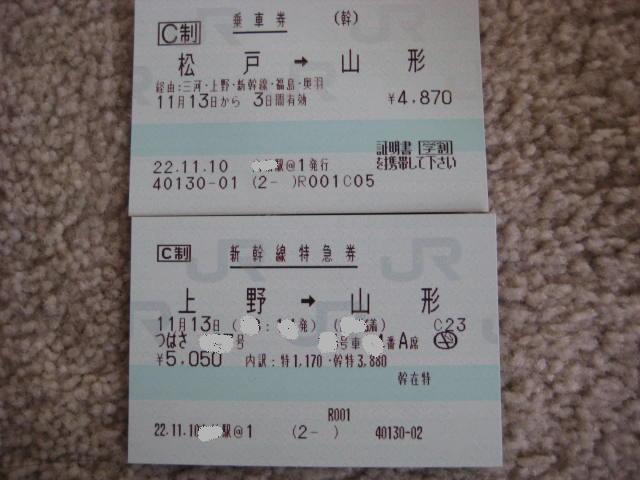 C制 乗車券 (幹)
松戸 → 山形
経由:三河・上野・新幹線・福島・奥羽
11月13日から 3日間有効 ¥4,870
証明書 学割
を携帯して下さい
22.11.10 駅@1発行
40130-01 (2- )R001C05
JR JR
C制 新幹線特急券
上野 → 山形
11月13日 ( 発) ( 着) C23
つばさ 号 号車 番A席
¥5,050 内訳:特1,170・幹特3,880
幹在特
R001
22.11.10 駅@1 (2- ) 40130-02